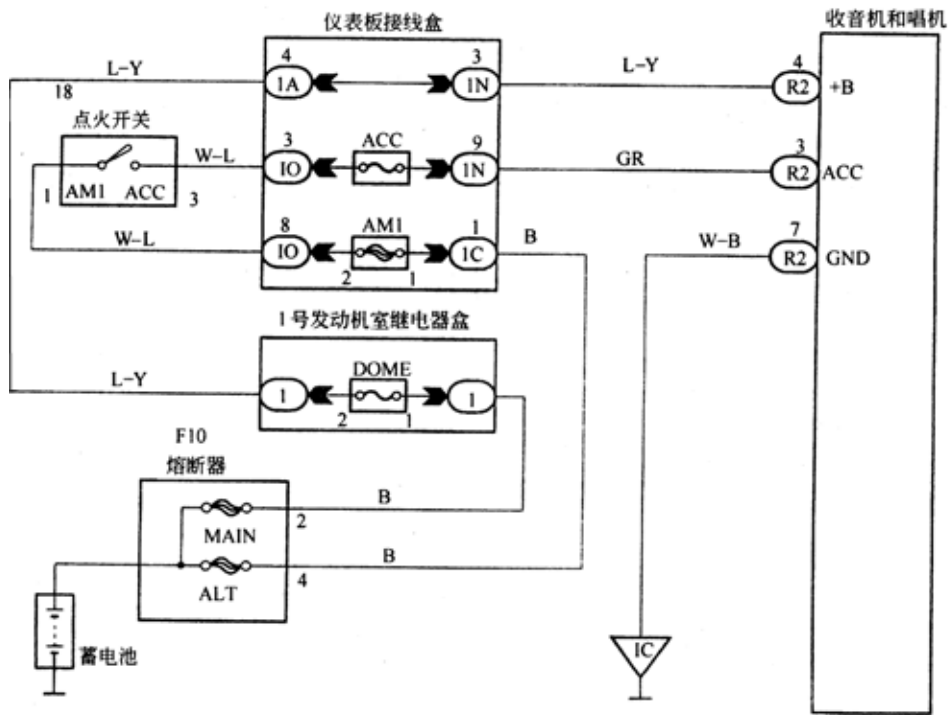 仪表板接线盒
收音机和唱机
L-Y
4
1A
3
1N
L-Y
4
R2
+B
18
点火开关
AM1
ACC
1
3
W-L
3
IO
ACC
9
1N
GR
3
R2
ACC
W-L
8
IO
AM1
2
1
1
1C
B
W-B
7
R2
GND
1号发动机室继电器盒
L-Y
1
DOME
2
1
1
F10
熔断器
MAIN
2
B
ALT
4
B
蓄电池
IC